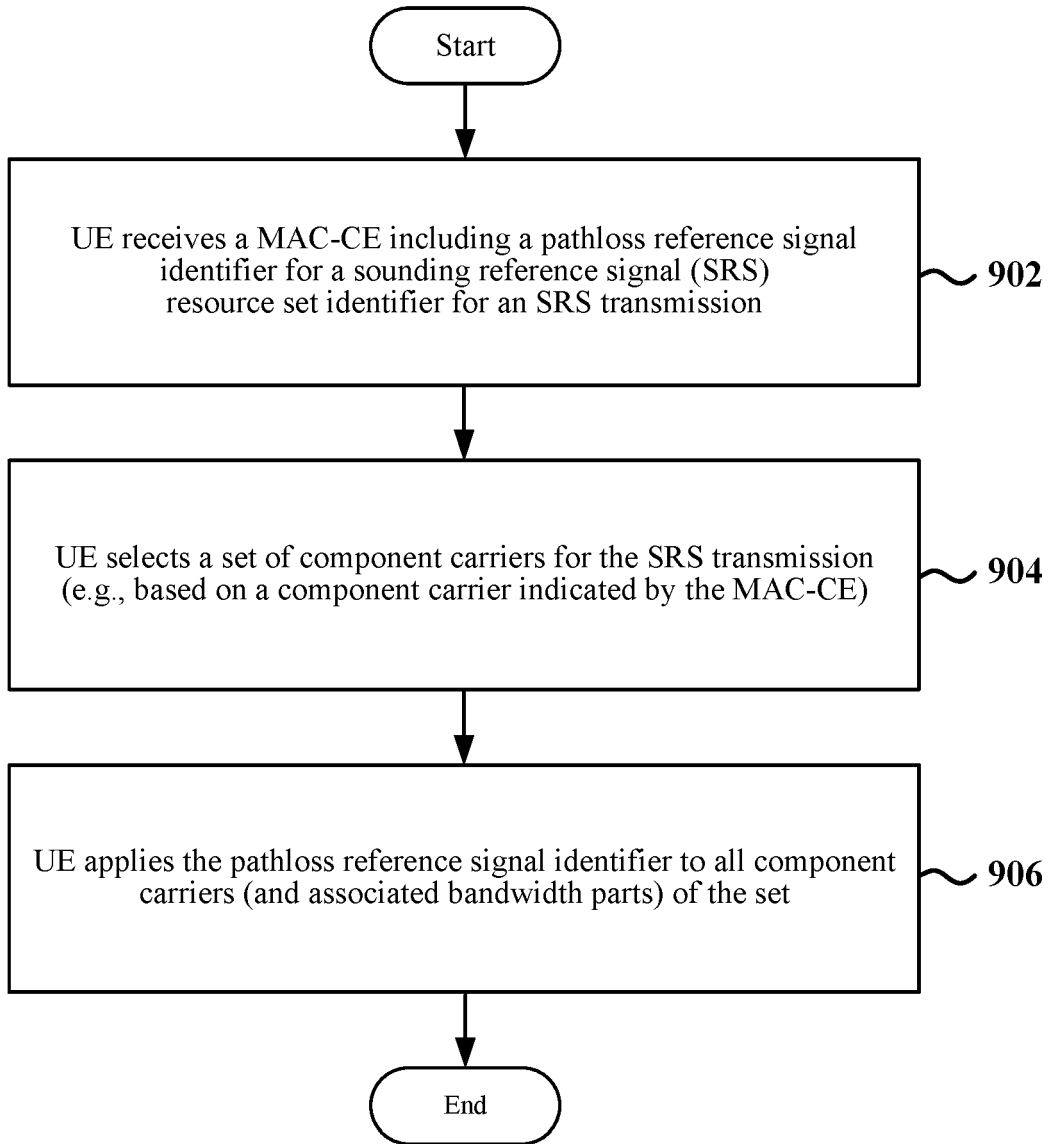 Start
UE receives a MAC-CE including a pathloss reference signal
identifier for a sounding reference signal (SRS)
resource set identifier for an SRS transmission
902
UE selects a set of component carriers for the SRS transmission
(e.g., based on a component carrier indicated by the MAC-CE)
904
UE applies the pathloss reference signal identifier to all component
carriers (and associated bandwidth parts) of the set
906
End